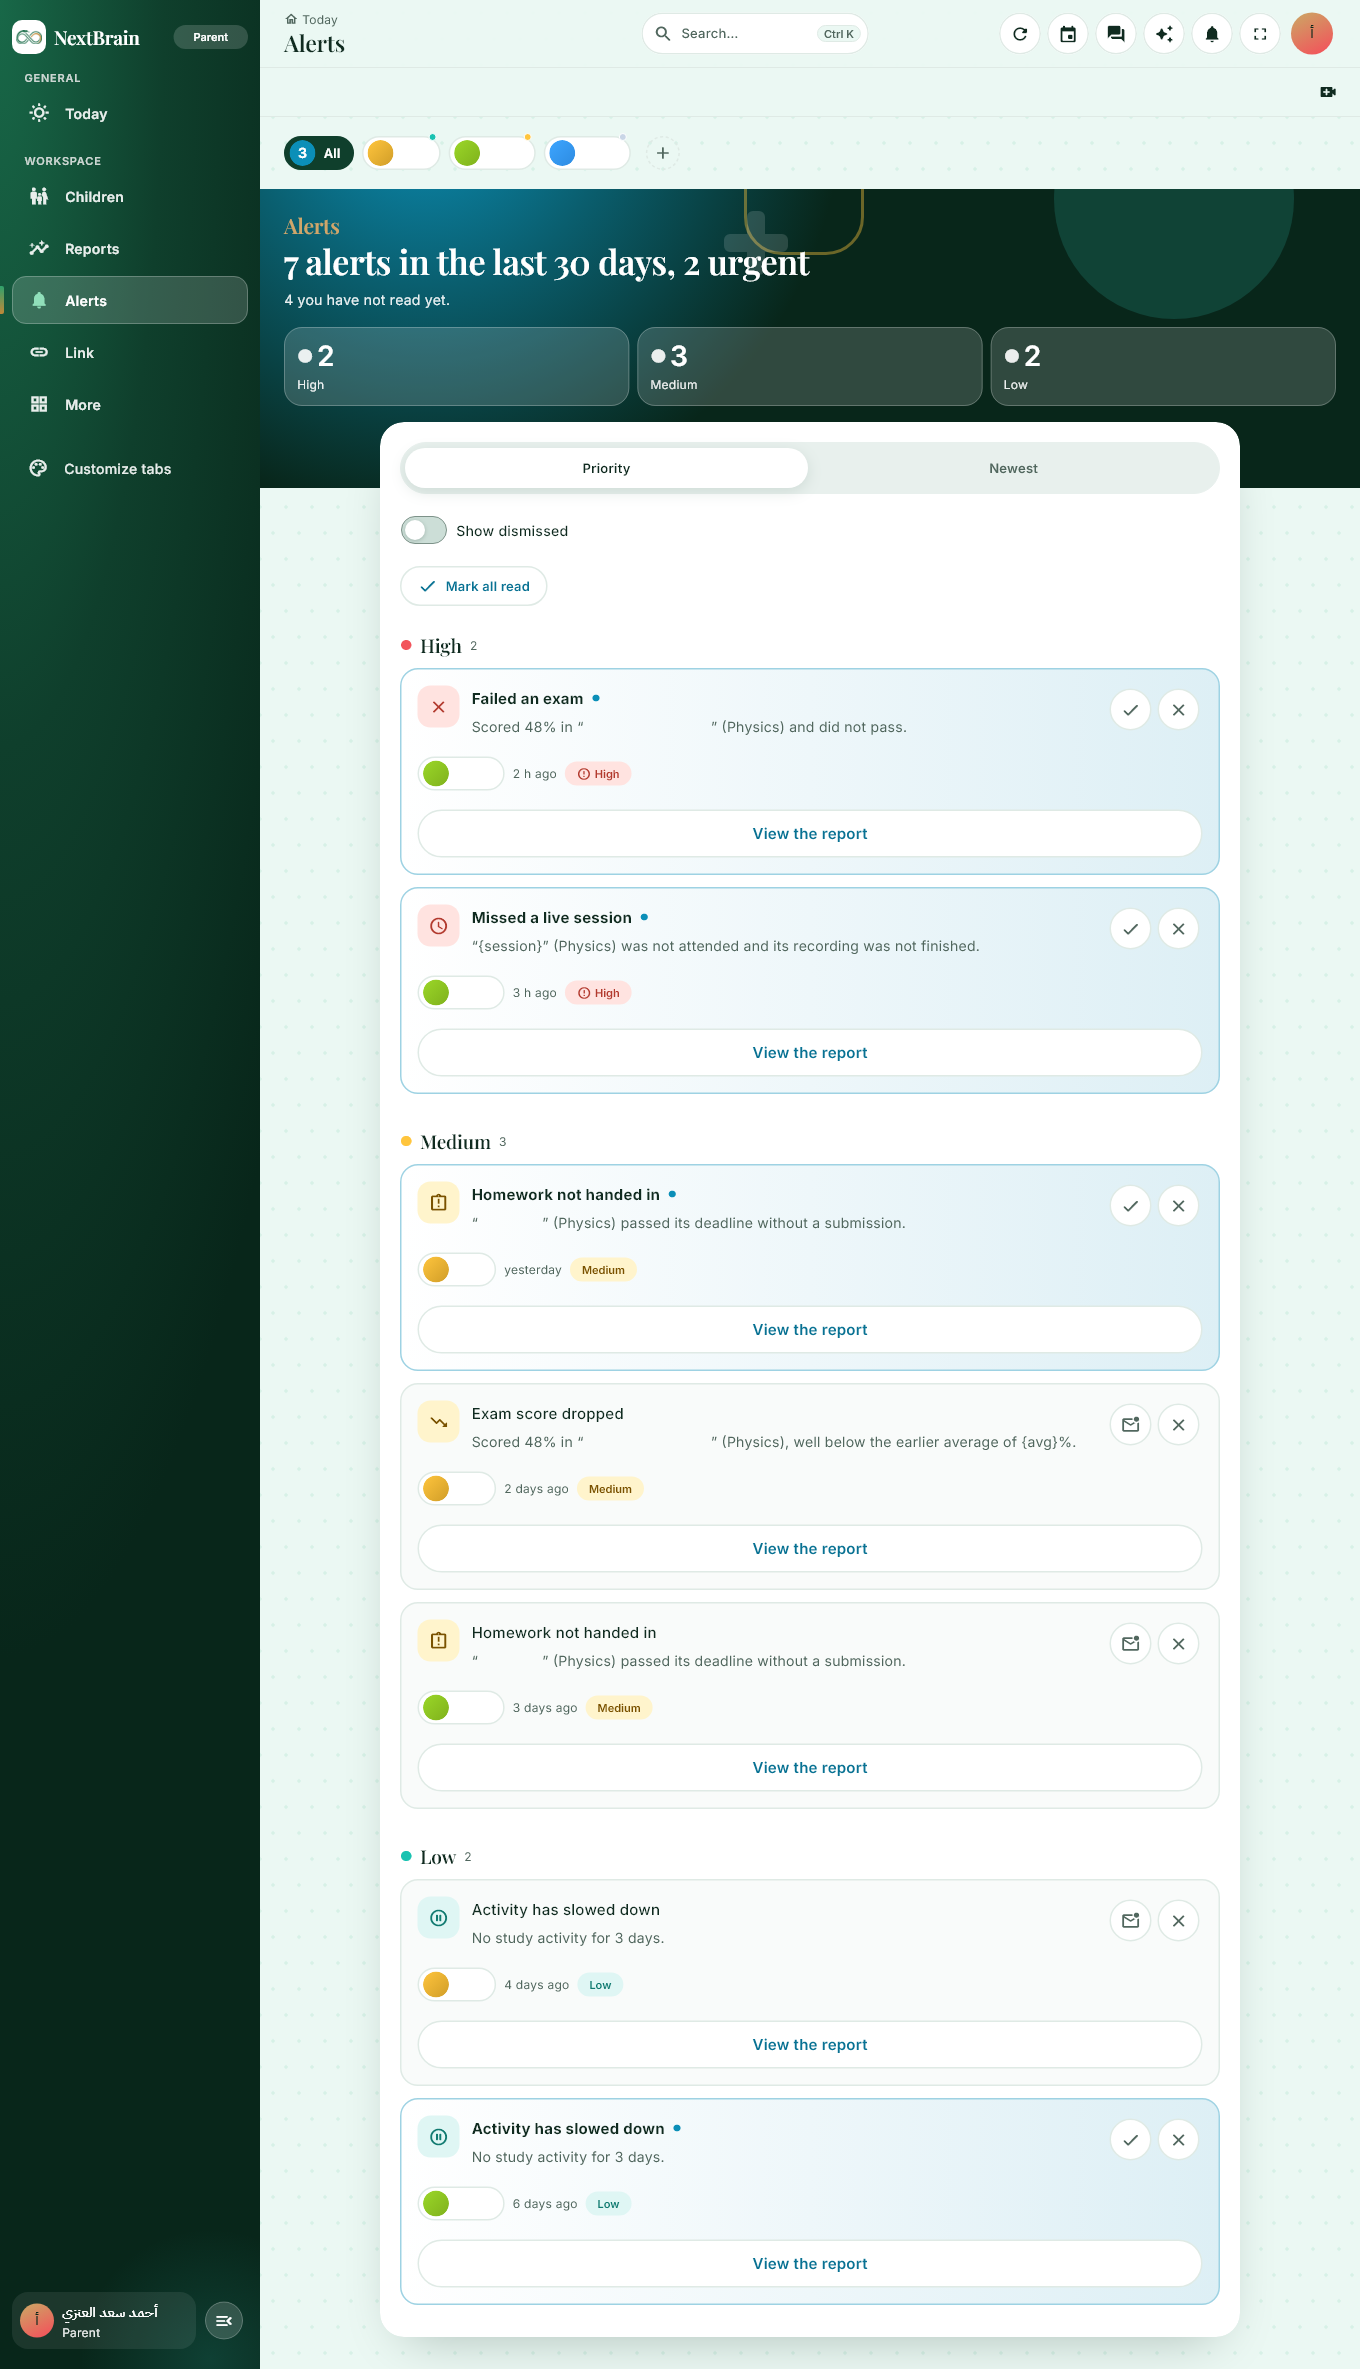 NextBrain
Parent
GENERAL
Today
WORKSPACE
Children
Reports
Alerts
Link
More
Customize tabs
أحمد سعد العنزي
أ
Parent
Today
Alerts
Search...
Ctrl K
أ
3 All
Alerts
7 alerts in the last 30 days, 2 urgent
4 you have not read yet.
2
High
3
Medium
2
Low
Priority
Newest
Show dismissed
Mark all read
High 2
Failed an exam
Scored 48% in “ ” (Physics) and did not pass.
2 h ago
High
View the report
Missed a live session
“{session}” (Physics) was not attended and its recording was not finished.
3 h ago
High
View the report
Medium 3
Homework not handed in
“ ” (Physics) passed its deadline without a submission.
yesterday
Medium
View the report
Exam score dropped
Scored 48% in “ ” (Physics), well below the earlier average of {avg}%.
2 days ago
Medium
View the report
Homework not handed in
“ ” (Physics) passed its deadline without a submission.
3 days ago
Medium
View the report
Low 2
Activity has slowed down
No study activity for 3 days.
4 days ago
Low
View the report
Activity has slowed down
No study activity for 3 days.
6 days ago
Low
View the report